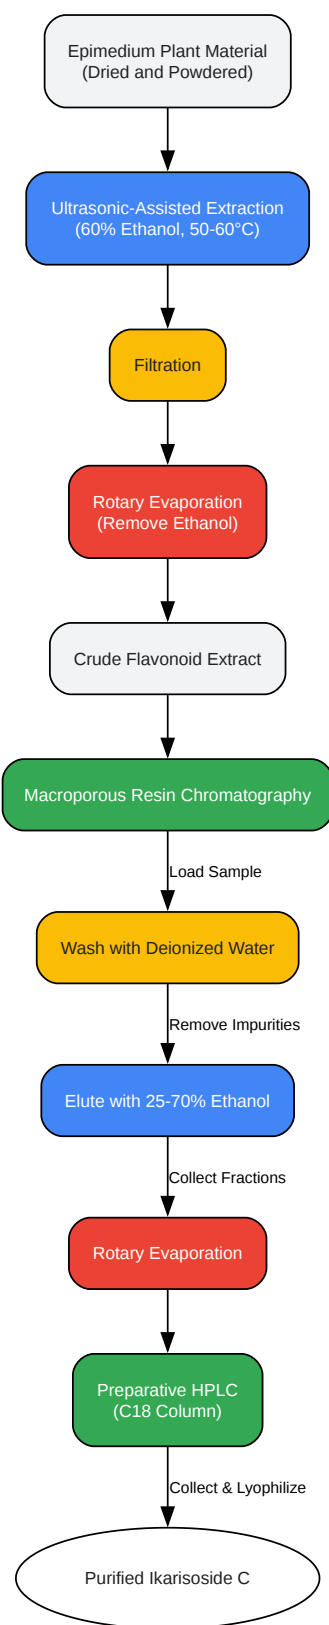 Epimedium Plant Material
(Dried and Powdered)
Ultrasonic-Assisted Extraction
(60% Ethanol, 50-60°C)
Filtration
Rotary Evaporation
(Remove Ethanol)
Crude Flavonoid Extract
Macroporous Resin Chromatography
Load Sample
Wash with Deionized Water
Remove Impurities
Elute with 25-70% Ethanol
Collect Fractions
Rotary Evaporation
Preparative HPLC
(C18 Column)
Collect & Lyophilize
Purified Ikarisoside C